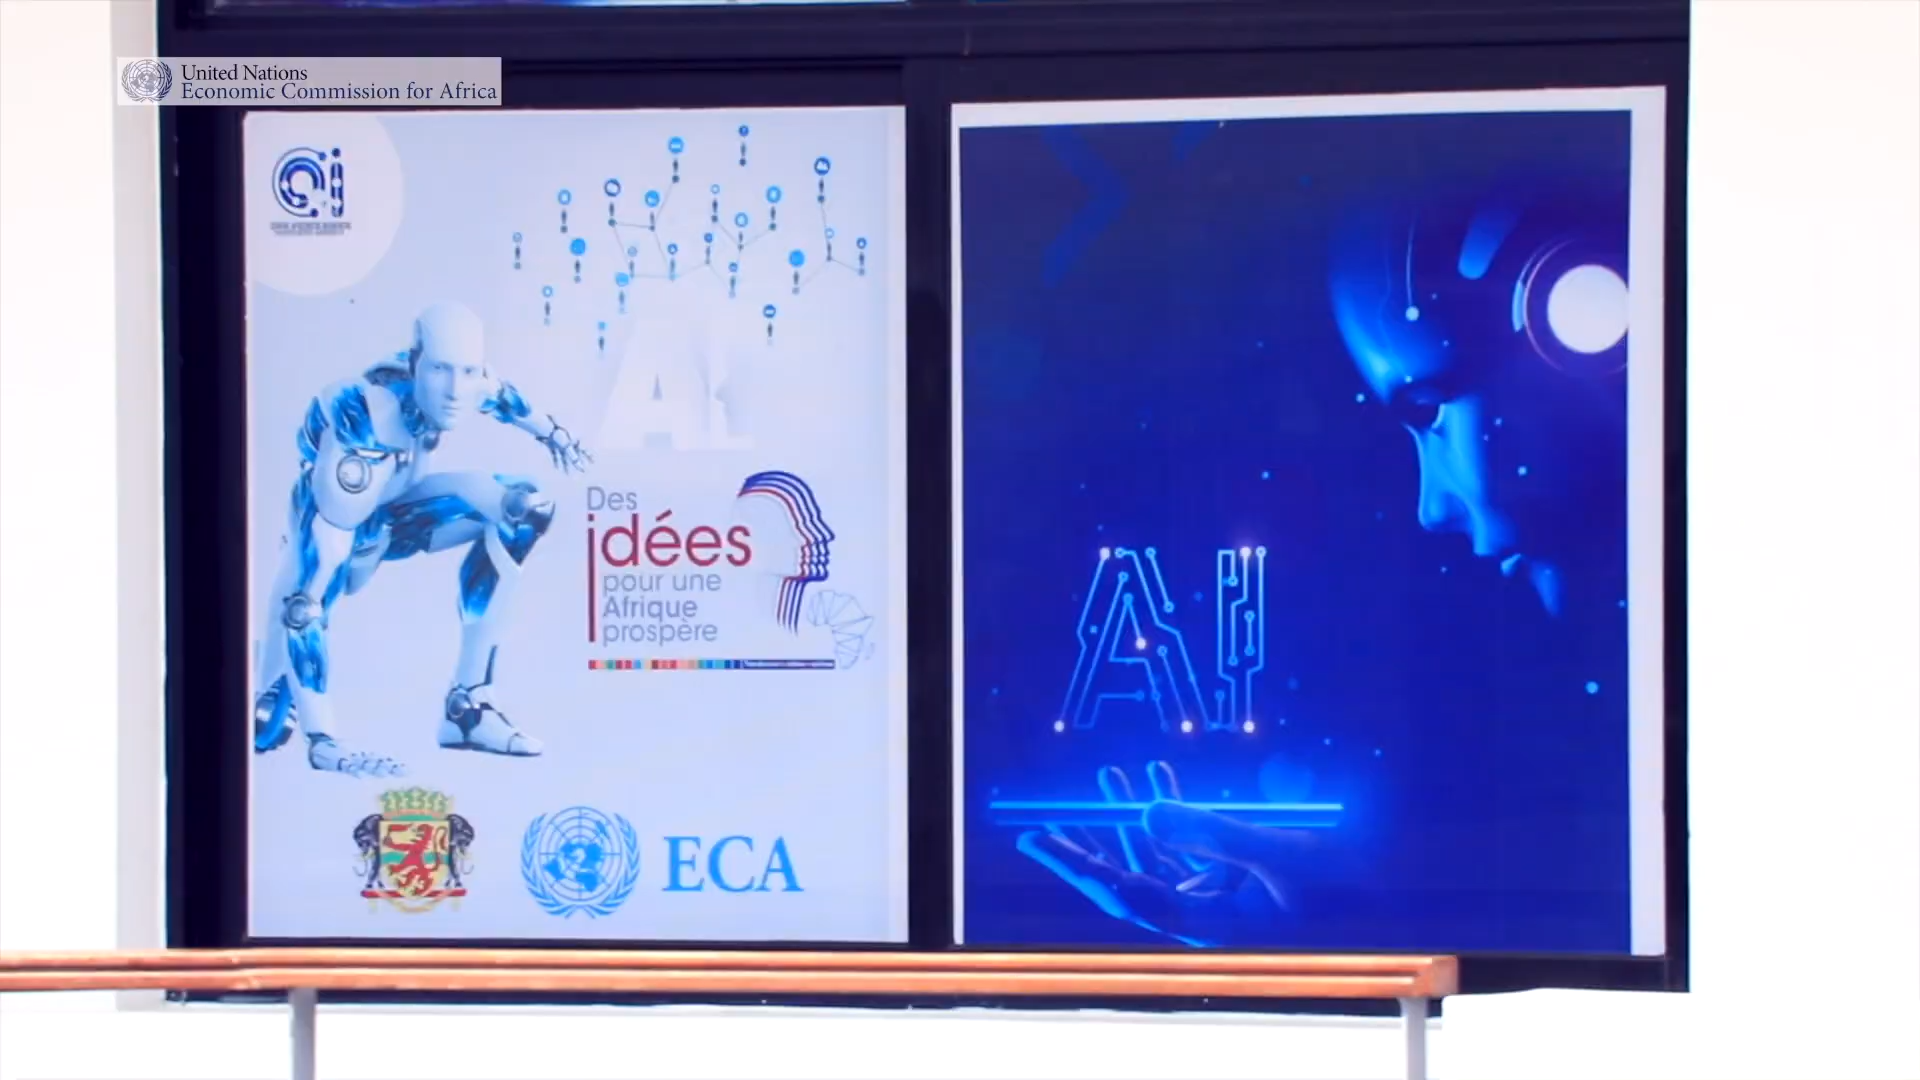 United Nations
Economic Commission for Africa
AI
Des
idées
pour une
Afrique
prospère
AI
ECA